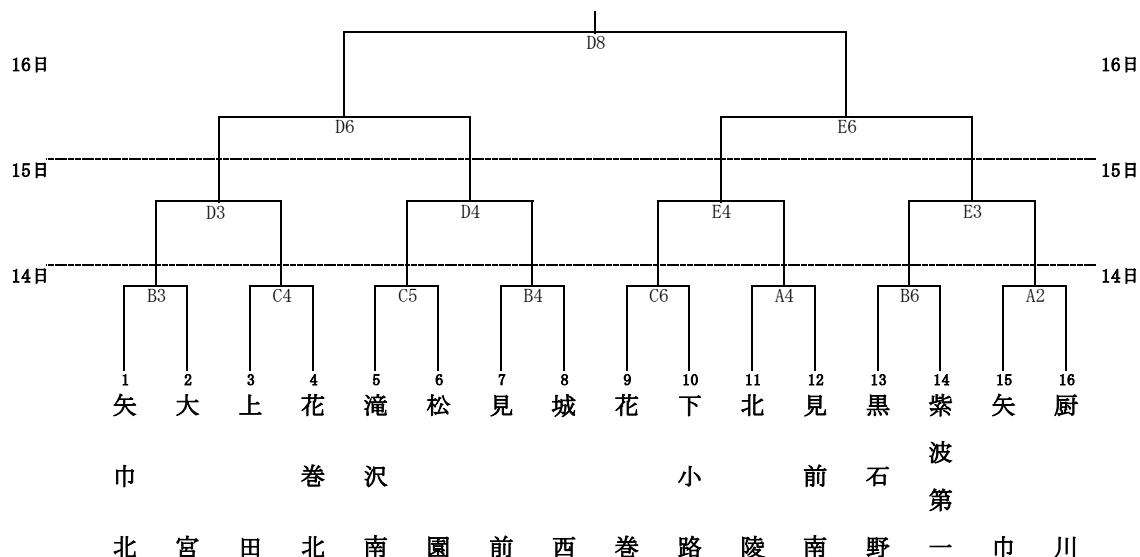 D8
16日
16日
D6
E6
15日
15日
D3
D4
E4
E3
14日
14日
B3
C4
C5
B4
C6
A4
B6
A2
1
2
3
4
5
6
7
8
9
10
11
12
13
14
15
16
矢巾北
大宮
上田
花巻北
滝沢南
松園
見前
城西
花巻
下小路
北陵
見前南
黒石野
紫波第一
矢巾
厨川